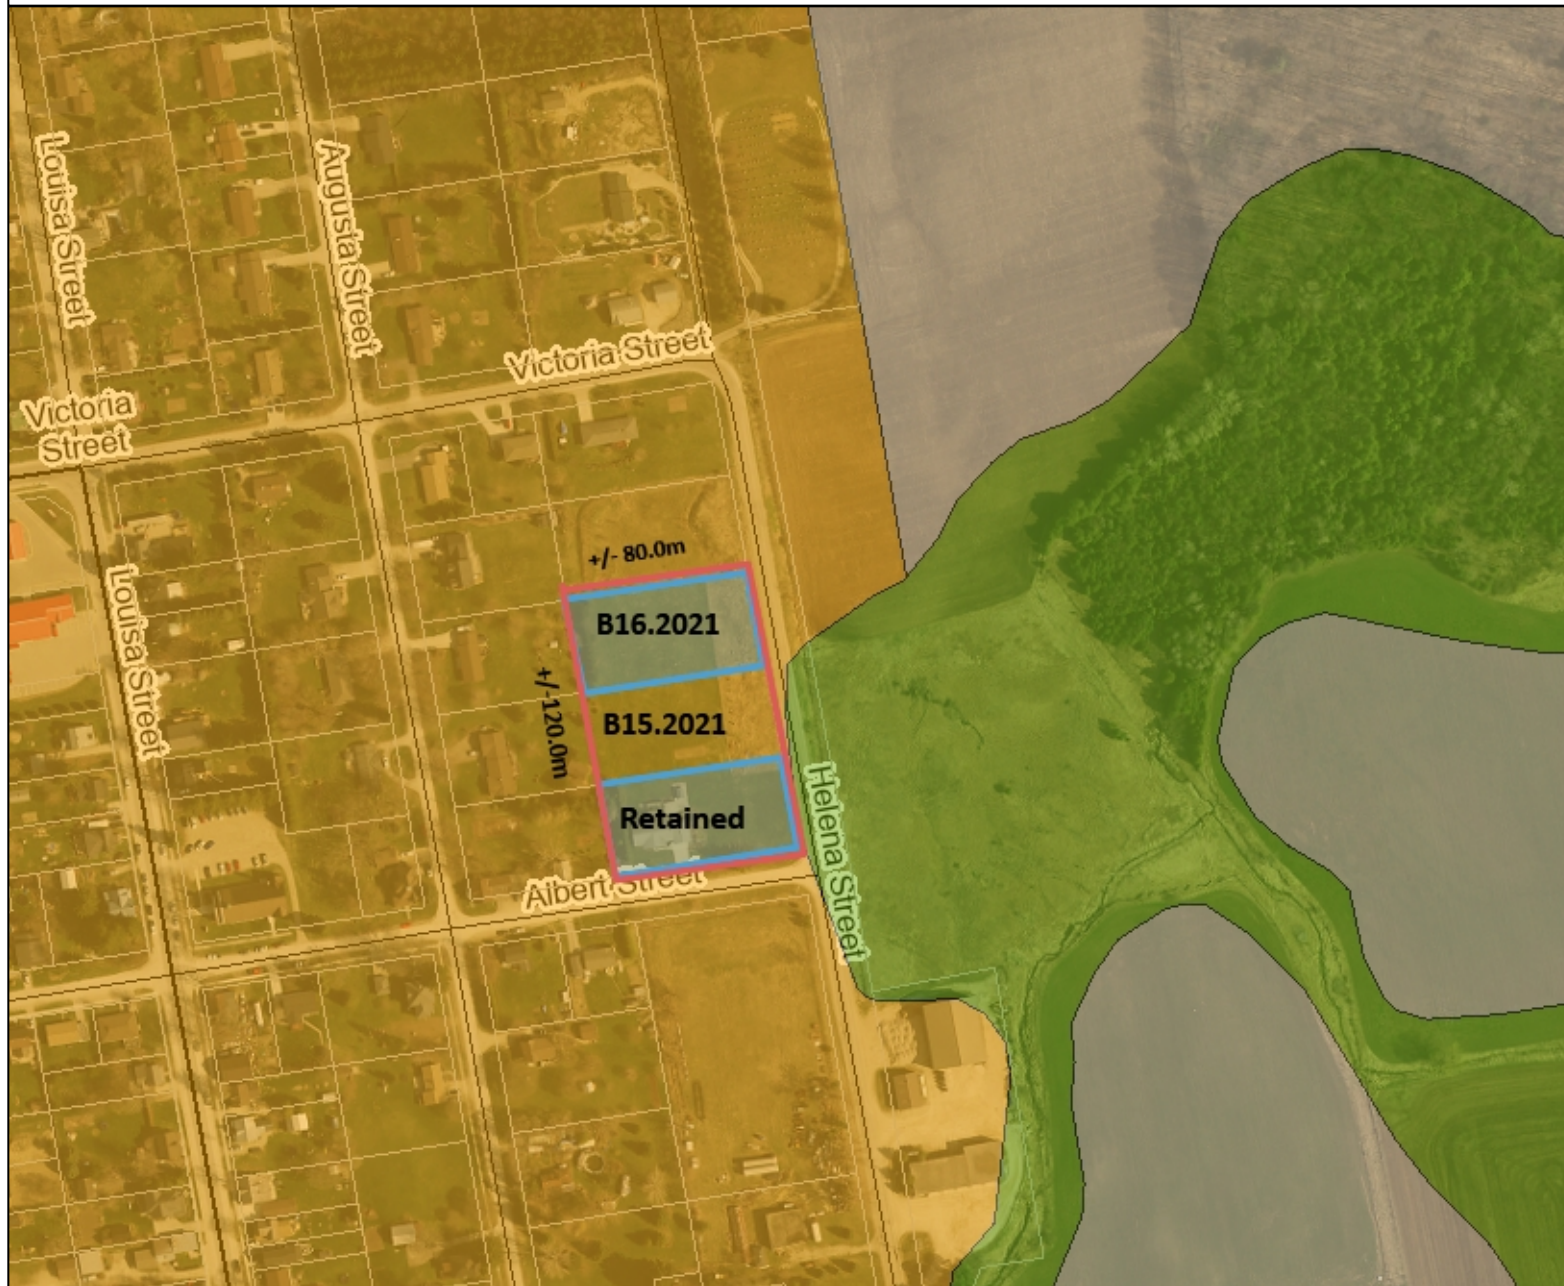 Louisa Street
Augusta Street
Victoria Street
Victoria
Street
+/- 80.0m
B16.2021
Louisa Street
+/-120.0m
B15.2021
Helena Street
Retained
Albert Street